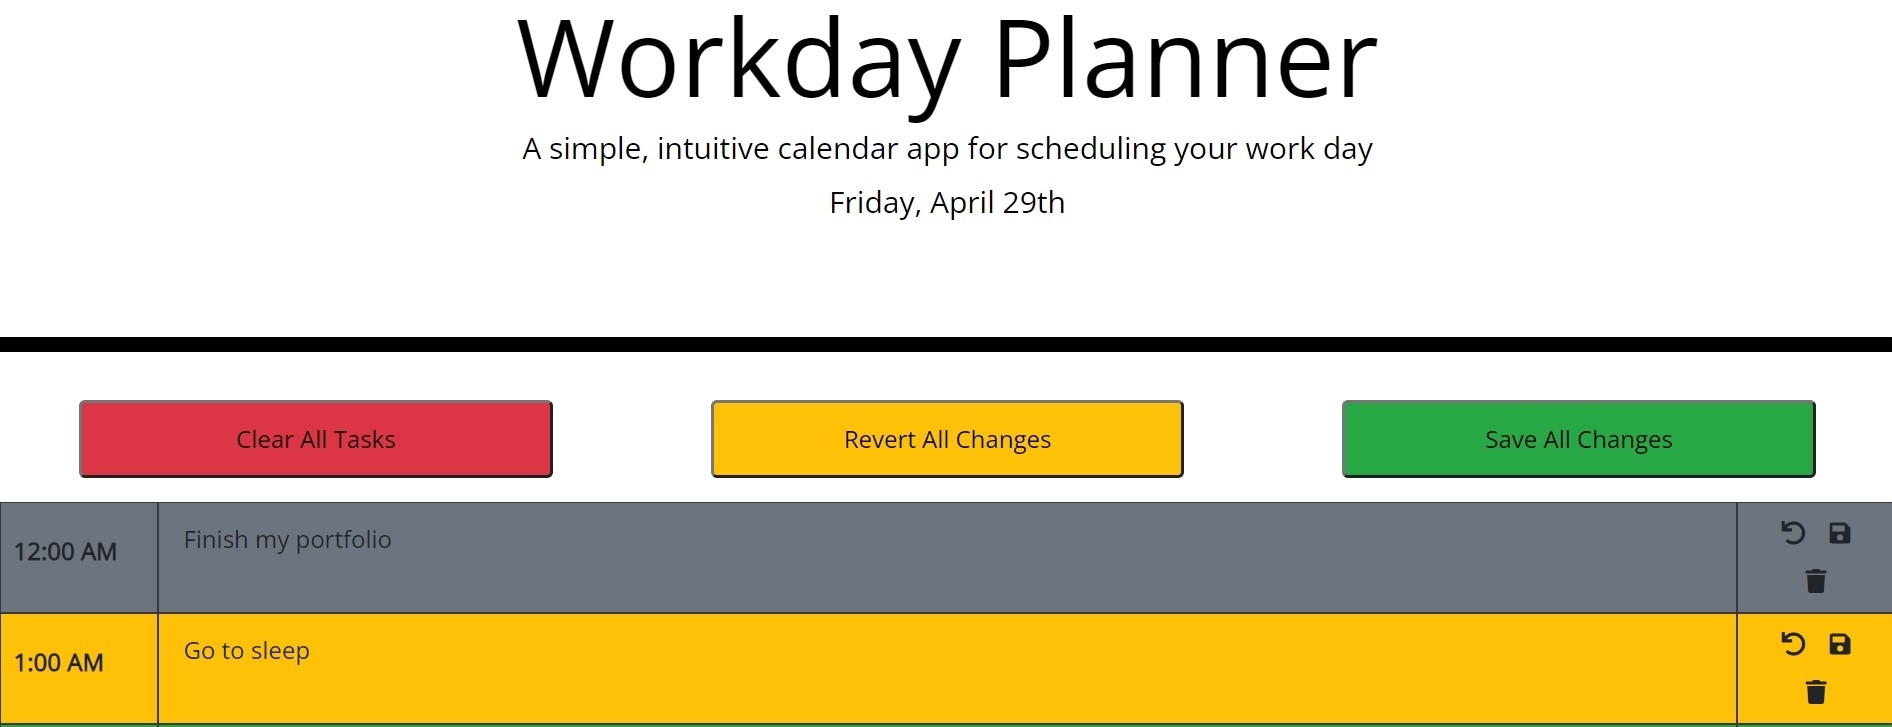 Workday Planner
A simple, intuitive calendar app for scheduling your work day
Friday, April 29th
Clear All Tasks
Revert All Changes
Save All Changes
12:00 AM
Finish my portfolio
1:00 AM
Go to sleep